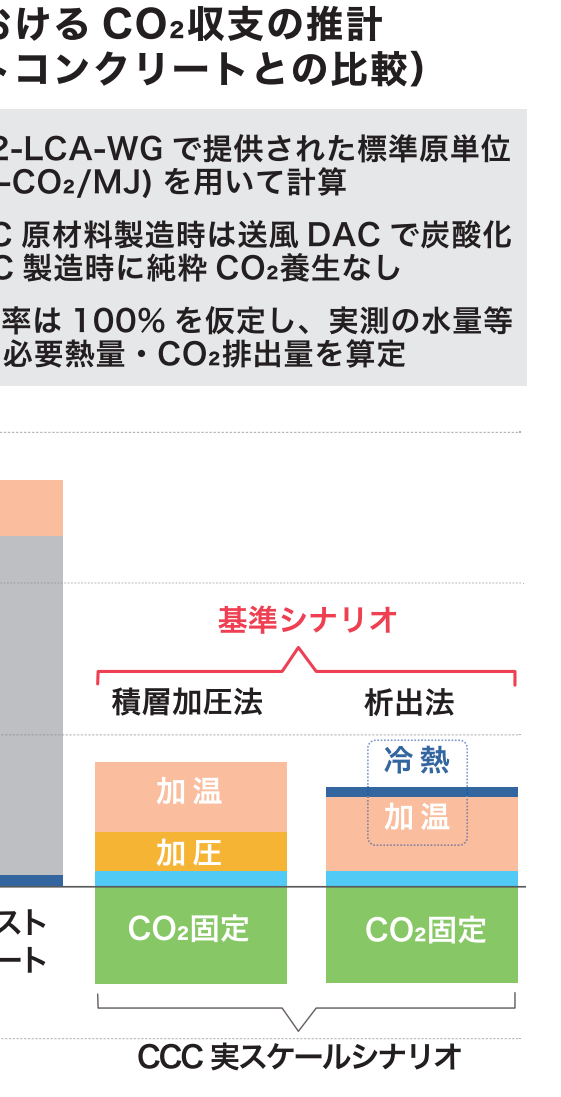 おける CO₂収支の推計
トコンクリートとの比較）
2-LCA-WG で提供された標準原単位
-CO₂/MJ) を用いて計算
C 原材料製造時は送風 DAC で炭酸化
C 製造時に純粋 CO₂養生なし
率は 100% を仮定し、実測の水量等
必要熱量・CO₂排出量を算定
基準シナリオ
積層加圧法
析出法
冷熱
加温
加温
加圧
CO₂固定
CO₂固定
スト
ート
CCC 実スケールシナリオ